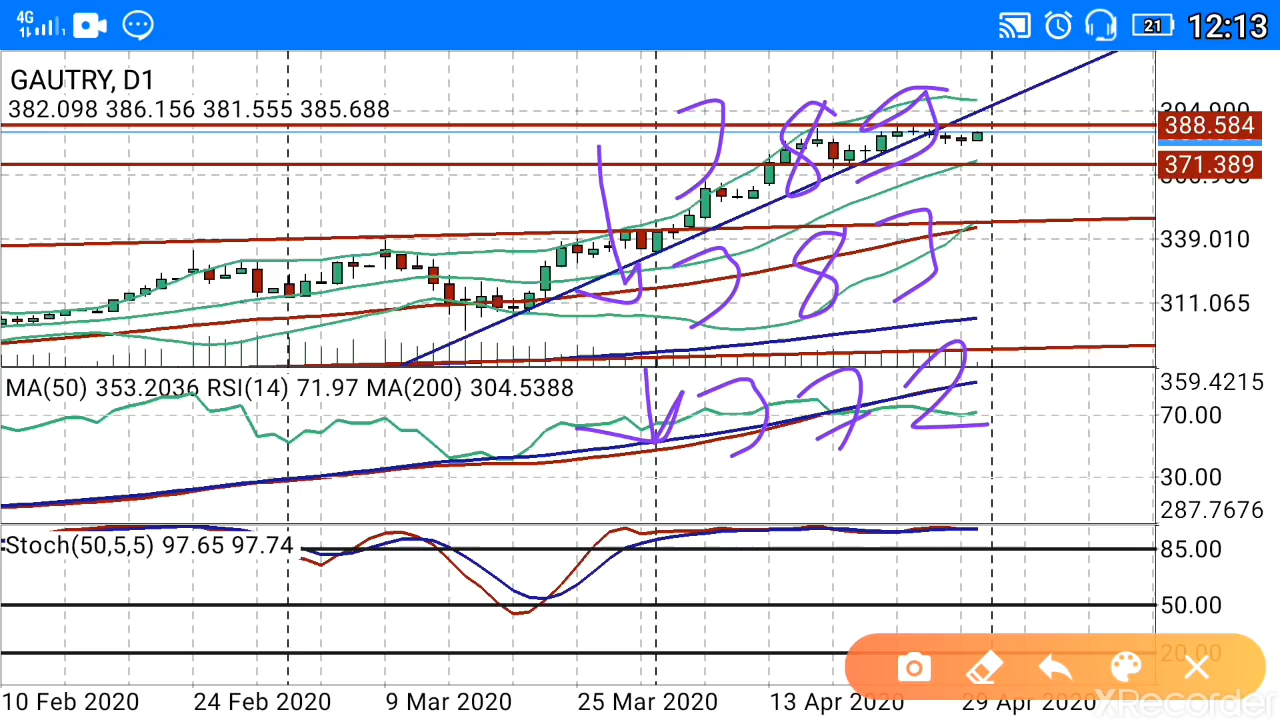 4G 21 12:13
GAUTRY, D1
382.098 386.156 381.555 385.688
388.584
371.389
339.010
311.065
385
387
372
MA(50) 353.2036 RSI(14) 71.97 MA(200) 304.5388
359.4215
70.00
30.00
287.7676
Stoch(50,5,5) 97.65 97.74
85.00
50.00
20.00
10 Feb 2020 24 Feb 2020 9 Mar 2020 25 Mar 2020 13 Apr 2020 29 Apr 2020
XRecorder